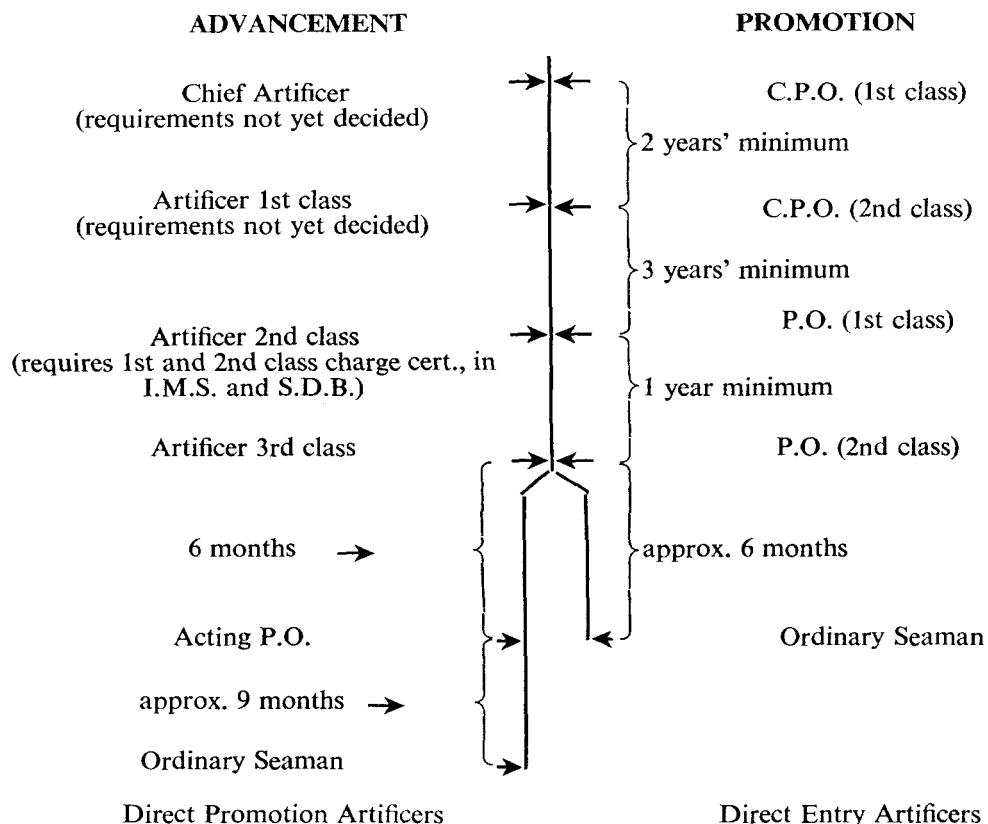 ADVANCEMENT PROMOTION
Chief Artificer C.P.O. (1st class)
(requirements not yet decided)
2 years' minimum
Artificer 1st class C.P.O. (2nd class)
(requirements not yet decided)
3 years' minimum
P.O. (1st class)
Artificer 2nd class
(requires 1st and 2nd class charge cert., in
I.M.S. and S.D.B.) 1 year minimum
Artificer 3rd class P.O. (2nd class)
6 months approx. 6 months
Acting P.O. Ordinary Seaman
approx. 9 months
Ordinary Seaman
Direct Promotion Artificers Direct Entry Artificers